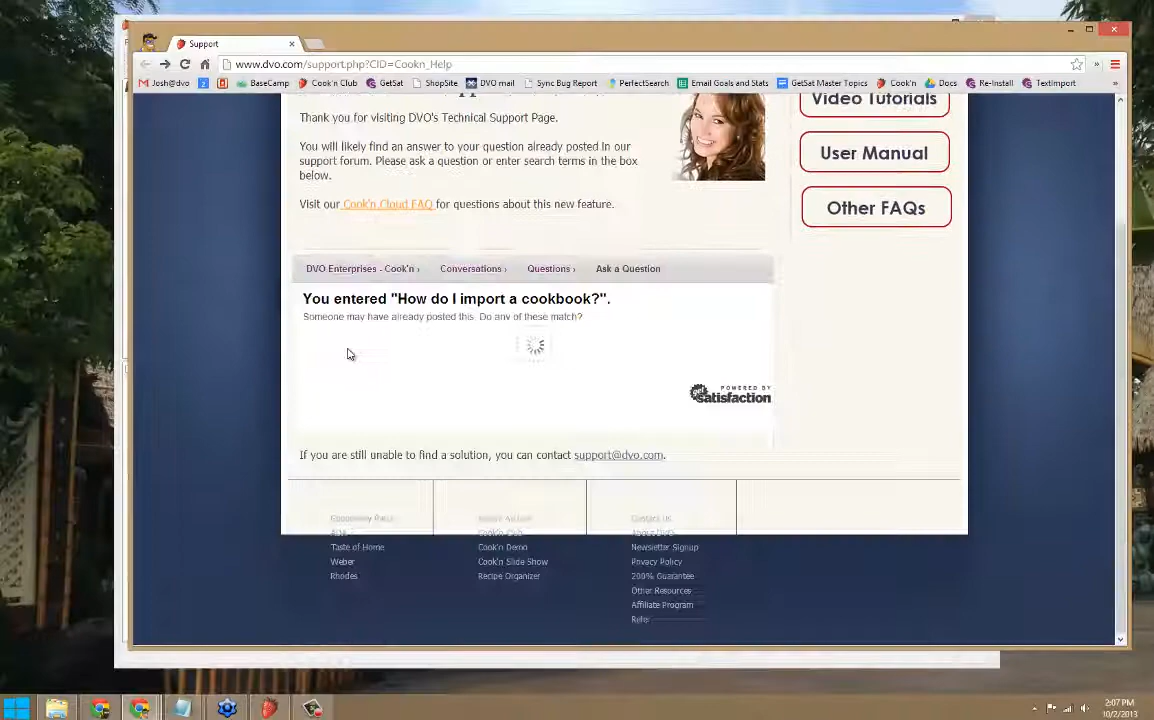 Support
www.dvo.com/support.php?CID=Cookn_Help
Josh@dvo BaseCamp Cook'n Club GetSat ShopSite DVO mail Sync Bug Report PerfectSearch Email Goals and Stats GetSat Master Topics Cook'n Docs Re-Install TextImport
Video Tutorials
Thank you for visiting DVO's Technical Support Page.
You will likely find an answer to your question already posted in our
support forum. Please ask a question or enter search terms in the box
below.
User Manual
Visit our Cook'n Cloud FAQ for questions about this new feature.
Other FAQs
DVO Enterprises - Cook'n › Conversations › Questions › Ask a Question
You entered "How do I import a cookbook?".
Someone may have already posted this. Do any of these match?
POWERED BY
satisfaction
If you are still unable to find a solution, you can contact support@dvo.com.
Contact Us
Cook'n Club About DVO
Taste of Home Cook'n Demo Newsletter Signup
Weber Cook'n Slide Show Privacy Policy
Rhodes Recipe Organizer 200% Guarantee
Other Resources
Affiliate Program
2:07 PM
10/2/2013